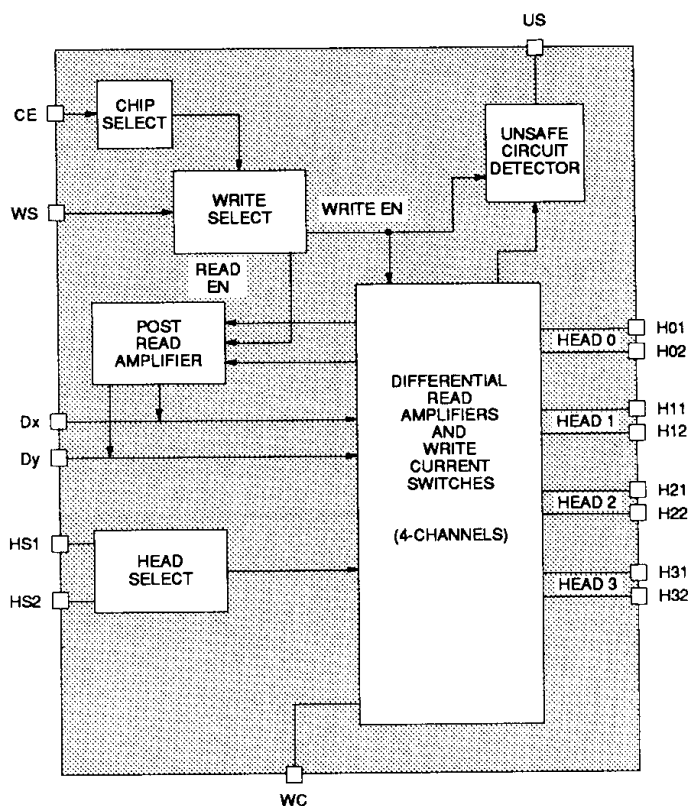 US
CE
CHIP
SELECT
UNSAFE
CIRCUIT
DETECTOR
WS
WRITE
SELECT
WRITE EN
READ
EN
POST
READ
AMPLIFIER
H01
HEAD 0
H02
DIFFERENTIAL
READ
AMPLIFIERS
AND
WRITE
CURRENT
SWITCHES
(4-CHANNELS)
Dx
Dy
H11
HEAD 1
H12
H21
HEAD 2
H22
HS1
HEAD
SELECT
HS2
H31
HEAD 3
H32
WC